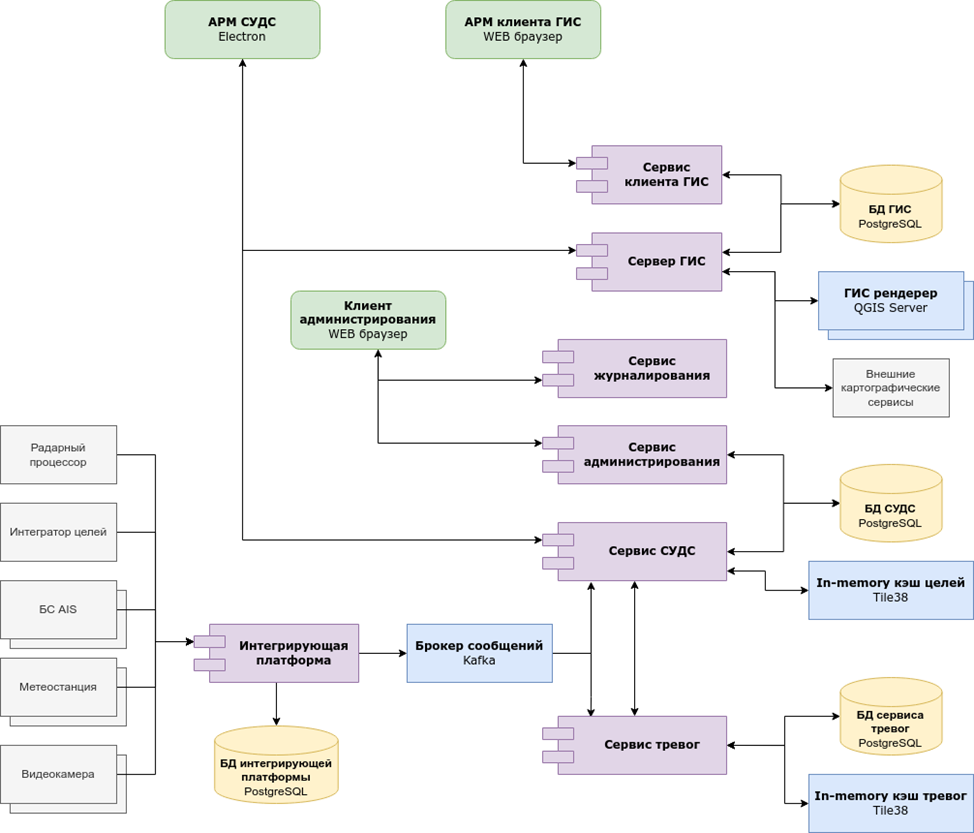 АРМ СУДС
Electron
АРМ клиента ГИС
WEB браузер
Сервис
клиента ГИС
БД ГИС
PostgreSQL
Сервер ГИС
ГИС рендерер
QGIS Server
Клиент
администрирования
WEB браузер
Сервис
журналирования
Внешние
картографические
сервисы
Радарный
процессор
Сервис
администрирования
Интегратор целей
БД СУДС
PostgreSQL
Сервис СУДС
In-memory кэш целей
Tile38
БС AIS
Интегрирующая
платформа
Брокер сообщений
Kafka
Метеостанция
БД сервиса
тревог
PostgreSQL
Сервис тревог
Видеокамера
БД интегрирующей
платформы
PostgreSQL
In-memory кэш тревог
Tile38